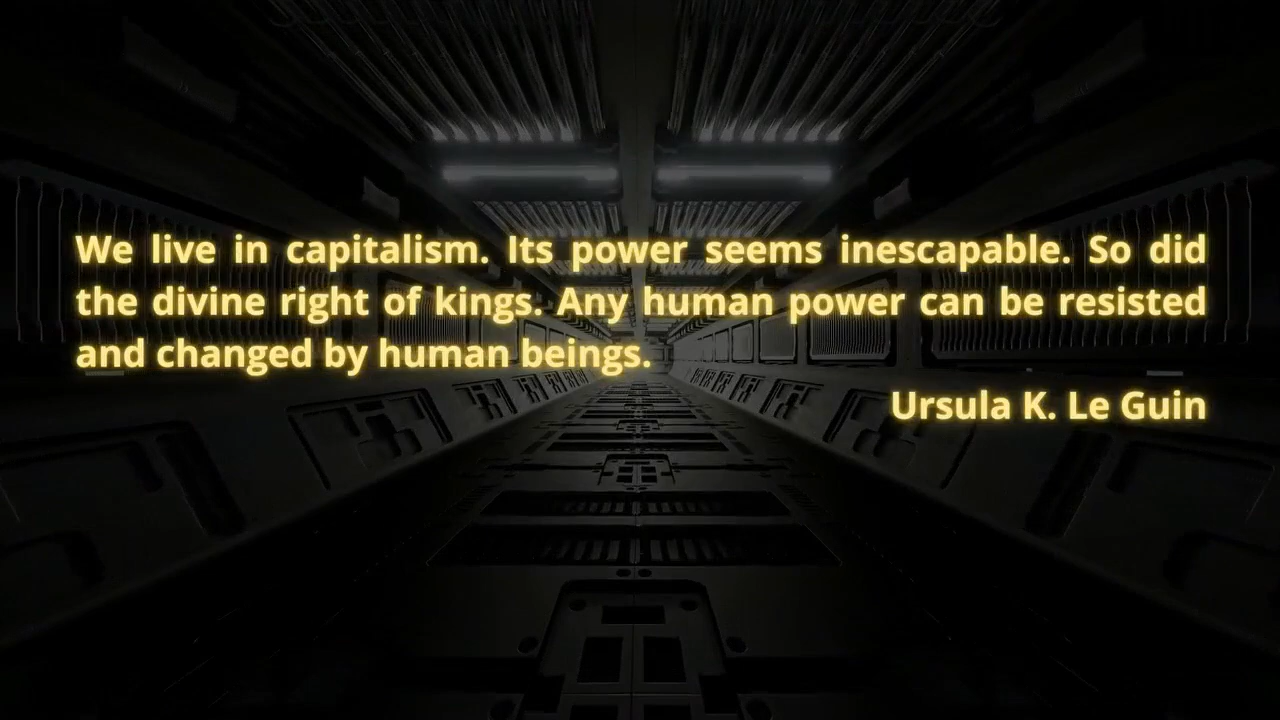 We live in capitalism. Its power seems inescapable. So did
the divine right of kings. Any human power can be resisted
and changed by human beings.
Ursula K. Le Guin